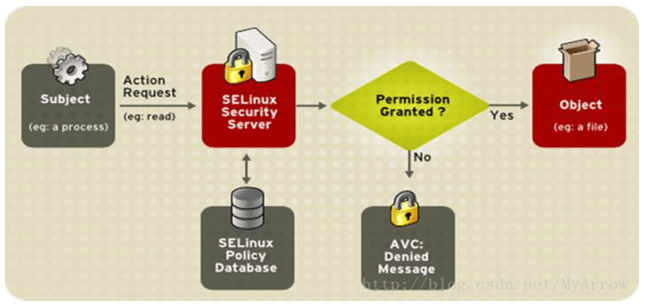 Subject
(eg: a process)
Action
Request
(eg: read)
SELinux
Security
Server
Permission
Granted ?
Yes
Object
(eg: a file)
No
SELinux
Policy
Database
AVC:
Denied
Message
http://blog.csdn.net/MyArrow